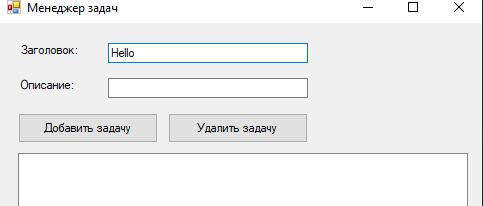 Менеджер задач
Заголовок: Hello
Описание:
Добавить задачу Удалить задачу